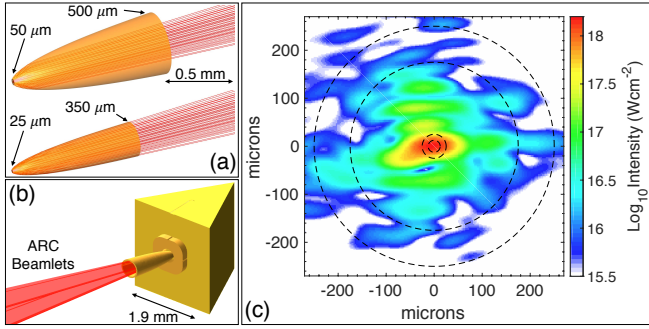 500 μm
50 μm
0.5 mm
350 μm
25 μm
(a)
(b)
ARC
Beamlets
1.9 mm
microns
200
100
0
-100
-200
-200
-100
0
100
200
microns
(c)
18
17.5
17
16.5
16
15.5
Log10 Intensity (Wcm-2)